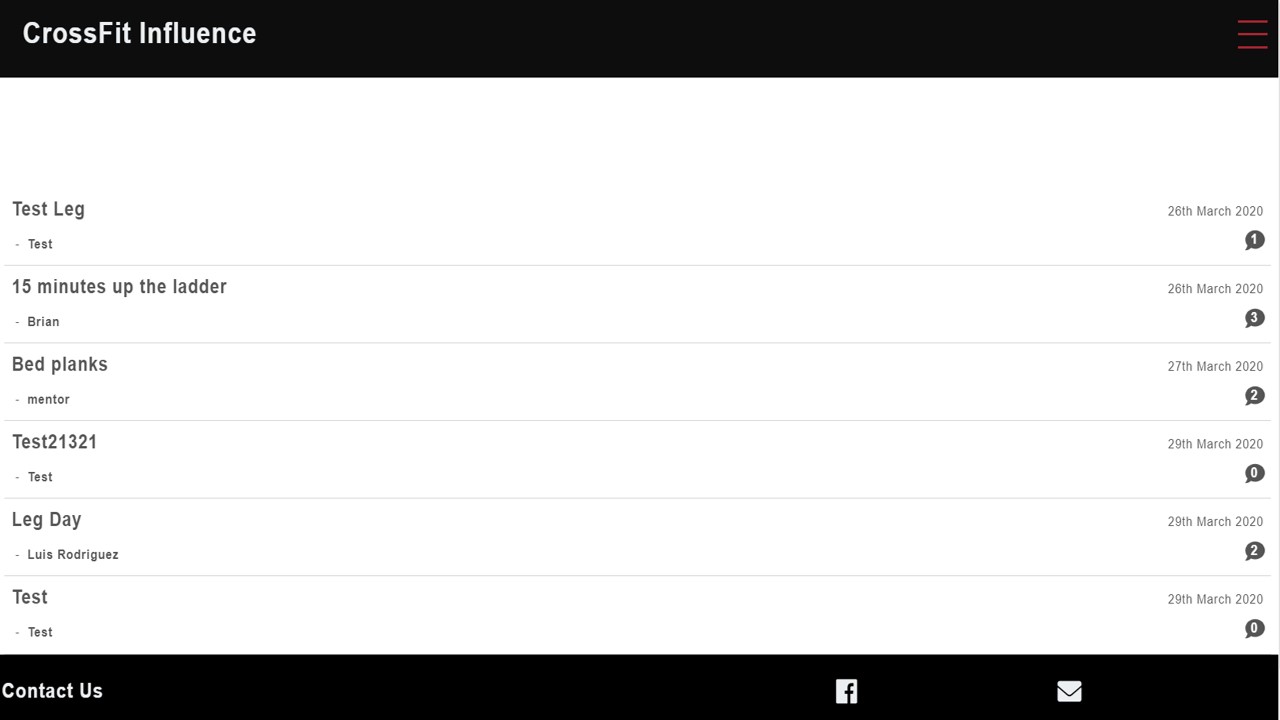 CrossFit Influence
Test Leg
26th March 2020
- Test
1
15 minutes up the ladder
26th March 2020
- Brian
3
Bed planks
27th March 2020
- mentor
2
Test21321
29th March 2020
- Test
0
Leg Day
29th March 2020
- Luis Rodriguez
2
Test
29th March 2020
- Test
0
Contact Us